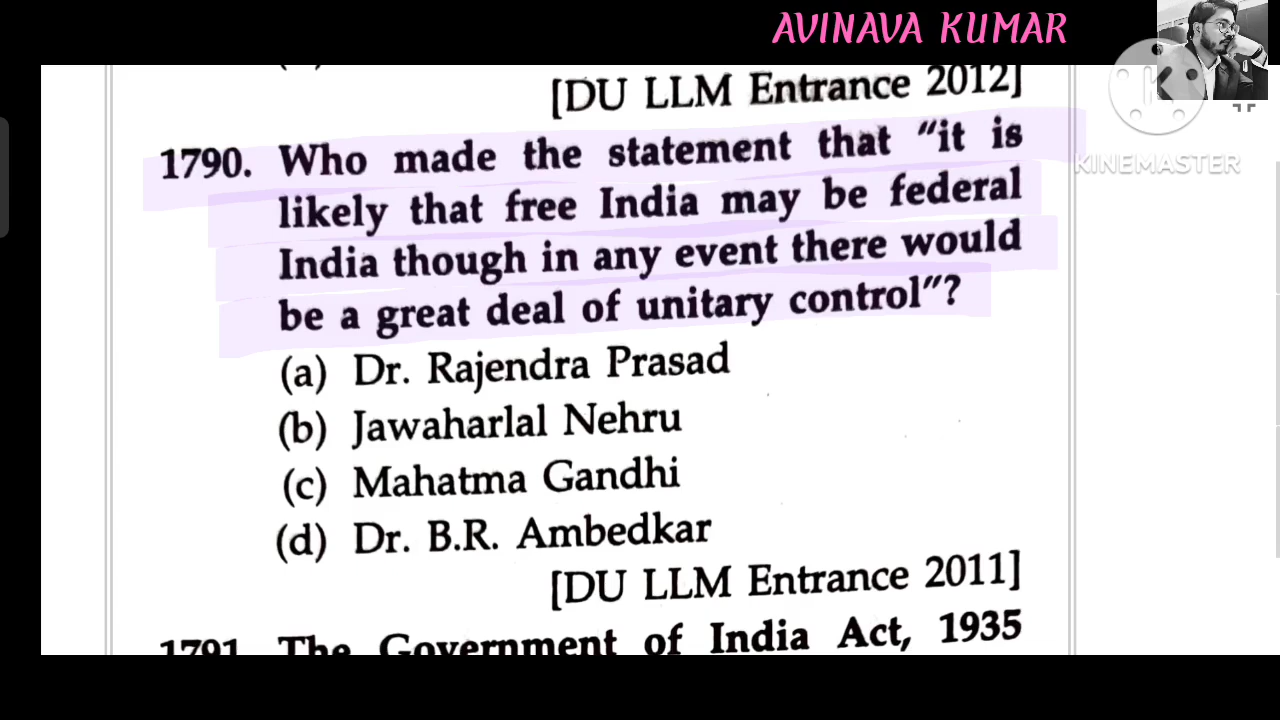 AVINAVA KUMAR
[DU LLM Entrance 2012]
KINEMASTER
1790. Who made the statement that "it is
likely that free India may be federal
India though in any event there would
be a great deal of unitary control"?
(a) Dr. Rajendra Prasad
(b) Jawaharlal Nehru
(c) Mahatma Gandhi
(d) Dr. B.R. Ambedkar
[DU LLM Entrance 2011]
1791. The Government of India Act, 1935